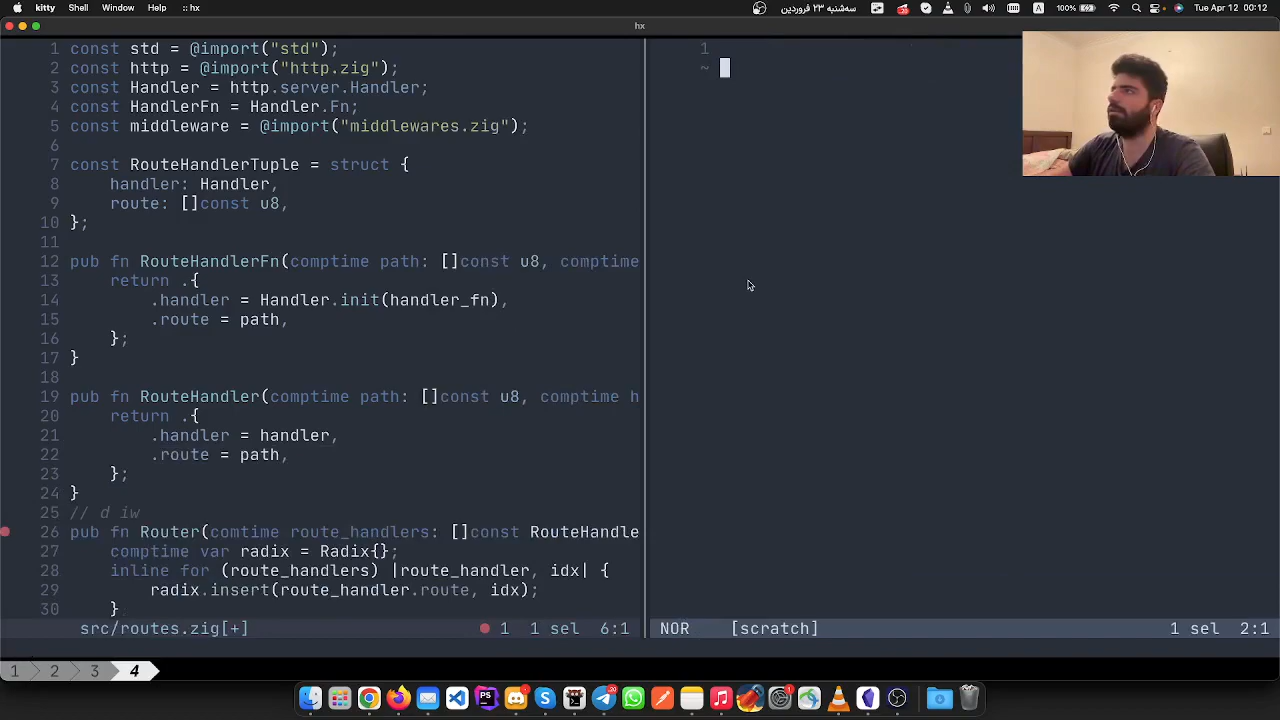 kitty Shell Window Help ::hx
100% سه‌شنبه ۲۳ فروردین A Tue Apr 12 00:12
hx
1 const std = @import("std");
2 const http = @import("http.zig");
3 const Handler = http.server.Handler;
4 const HandlerFn = Handler.Fn;
5 const middleware = @import("middlewares.zig");
6
7 const RouteHandlerTuple = struct {
8 handler: Handler,
9 route: []const u8,
10 };
11
12 pub fn RouteHandlerFn(comptime path: []const u8, comptime
13 return .{
14 .handler = Handler.init(handler_fn),
15 .route = path,
16 };
17 }
18
19 pub fn RouteHandler(comptime path: []const u8, comptime h
20 return .{
21 .handler = handler,
22 .route = path,
23 };
24 }
25 // d iw
26 pub fn Router(comtime route_handlers: []const RouteHandle
27 comptime var radix = Radix{};
28 inline for (route_handlers) |route_handler, idx| {
29 radix.insert(route_handler.route, idx);
30 }
src/routes.zig[+] 1 1 sel 6:1
1
~
NOR [scratch] 1 sel 2:1
1 2 3 4